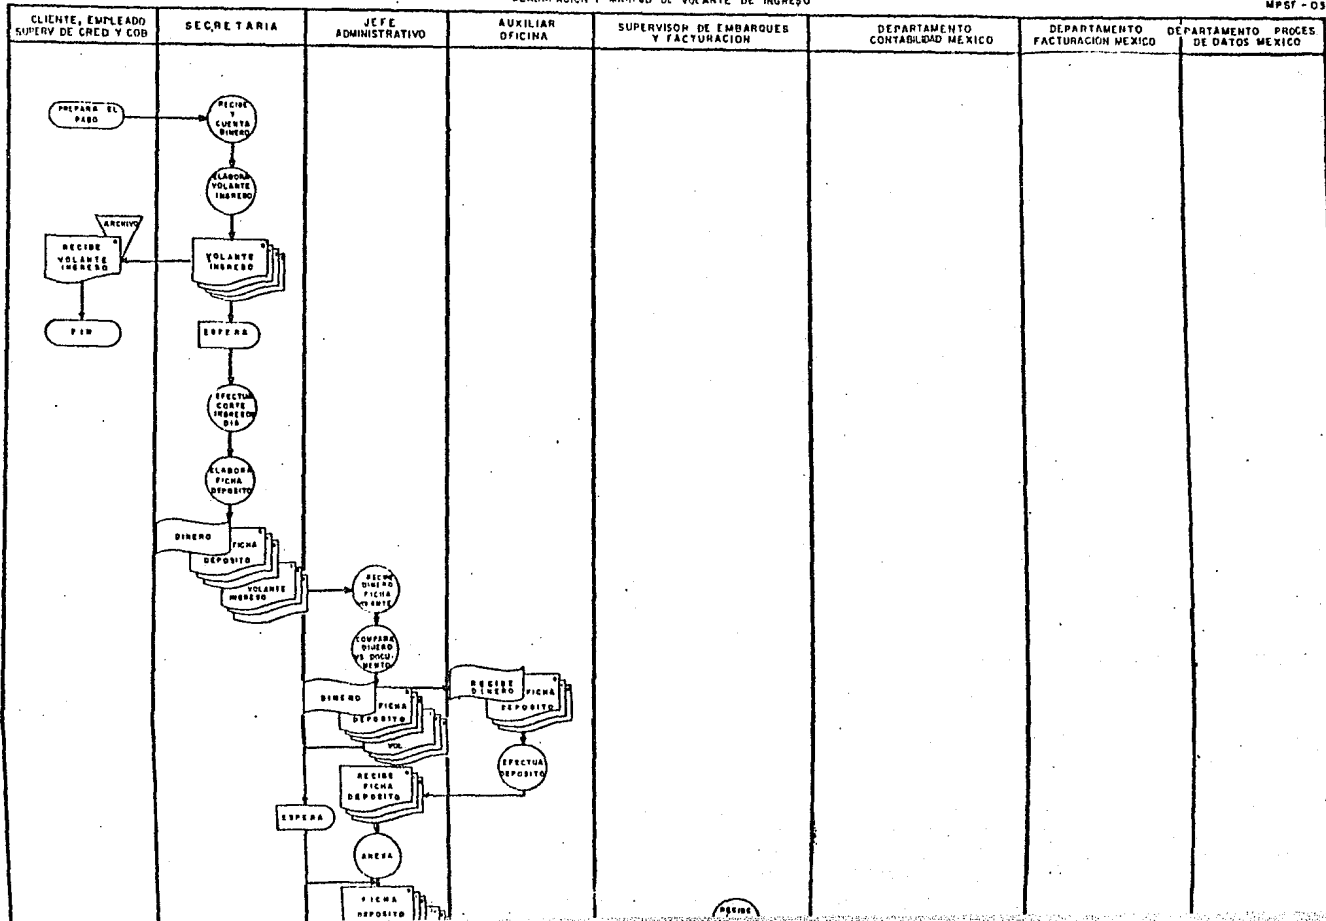 VOLANTE DE INGRESO
MPSF - 03
CLIENTE, EMPLEADO
SUPERV DE CRED Y COB
SECRETARIA
JEFE
ADMINISTRATIVO
AUXILIAR
OFICINA
SUPERVISOR DE EMBARQUES
Y FACTURACION
DEPARTAMENTO
CONTABILIDAD MEXICO
DEPARTAMENTO
FACTURACION MEXICO
DEPARTAMENTO PROCES
DE DATOS MEXICO
PREPARA EL
PAGO
RECIBE
Y
CUENTA
DINERO
ELABORA
VOLANTE
INGRESO
ARCHIVO
RECIBE
VOLANTE
INGRESO
VOLANTE
INGRESO
FIN
ESPERA
EFECTUA
CORTE
INGRESO
DIA
ELABORA
FICHA
DEPOSITO
DINERO
FICHA
DEPOSITO
VOLANTE
INGRESO
RECIBE
DINERO
FICHA
COMPARA
DINERO
VS DOCU-
MENTO
DINERO
FICHA
DEPOSITO
VOL
RECIBE
DINERO
FICHA
DEPOSITO
EFECTUA
DEPOSITO
RECIBE
FICHA
DEPOSITO
ESPERA
ANEXA
FICHA
DEPOSITO
RECIBE